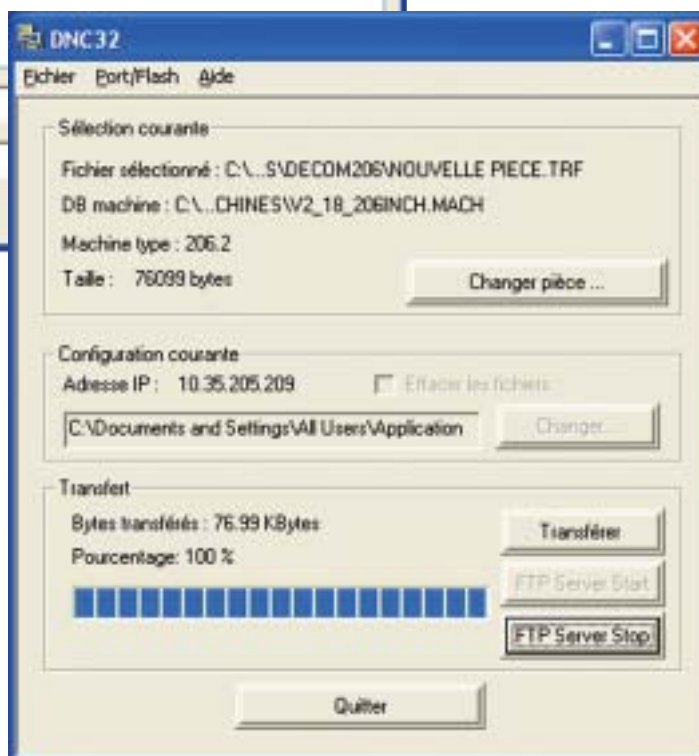 DNC32
Fichier Port/Flash Aide
Sélection courante
Fichier sélectionné : C:\...S\DECOM206\NOUVELLE PIECE.TRF
DB machine : C:\...CHINES\V2_18_206INCH.MACH
Machine type : 206.2
Taille : 76099 bytes
Changer pièce ...
Configuration courante
Adresse IP : 10.35.205.209
Effacer les fichiers
C:\Documents and Settings\All Users\Application
Changer...
Transfert
Bytes transférés : 76.99 KBytes
Transférer
Pourcentage: 100 %
FTP Server Start
FTP Server Stop
Quitter